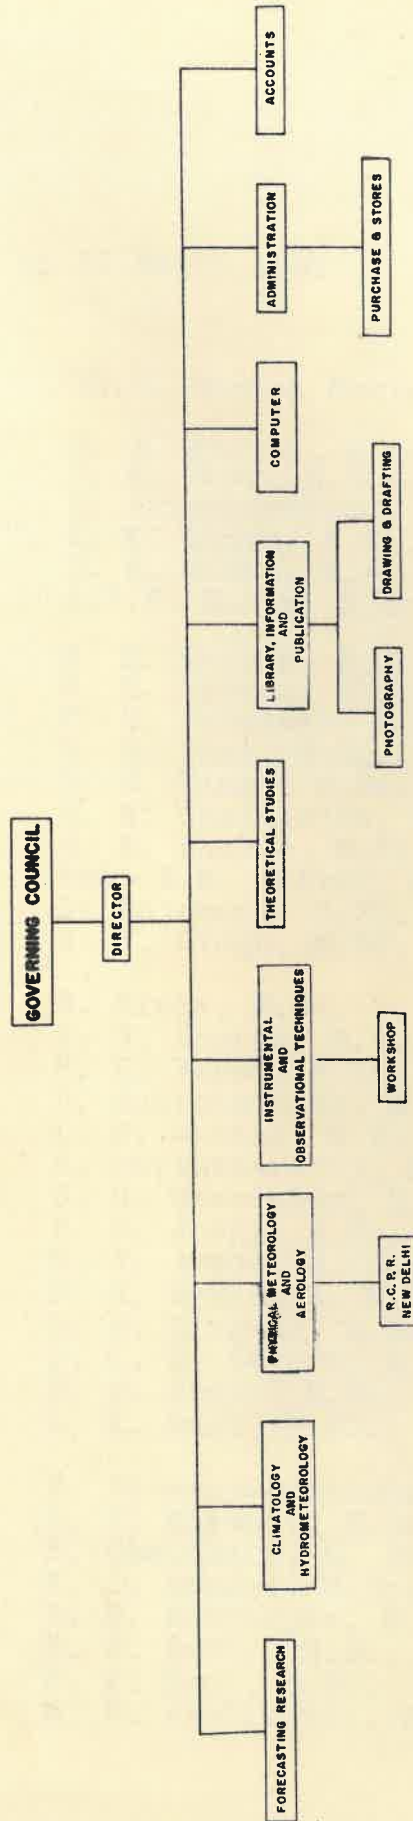 GOVERNING COUNCIL
DIRECTOR
FORECASTING RESEARCH
CLIMATOLOGY
AND
HYDROMETEOROLOGY
PHYSICAL METEOROLOGY
AND
AEROLOGY
R.C.P.R.
NEW DELHI
INSTRUMENTAL
AND
OBSERVATIONAL TECHNIQUES
WORKSHOP
THEORETICAL STUDIES
LIBRARY, INFORMATION
AND
PUBLICATION
PHOTOGRAPHY
DRAWING & DRAFTING
COMPUTER
ADMINISTRATION
PURCHASE & STORES
ACCOUNTS